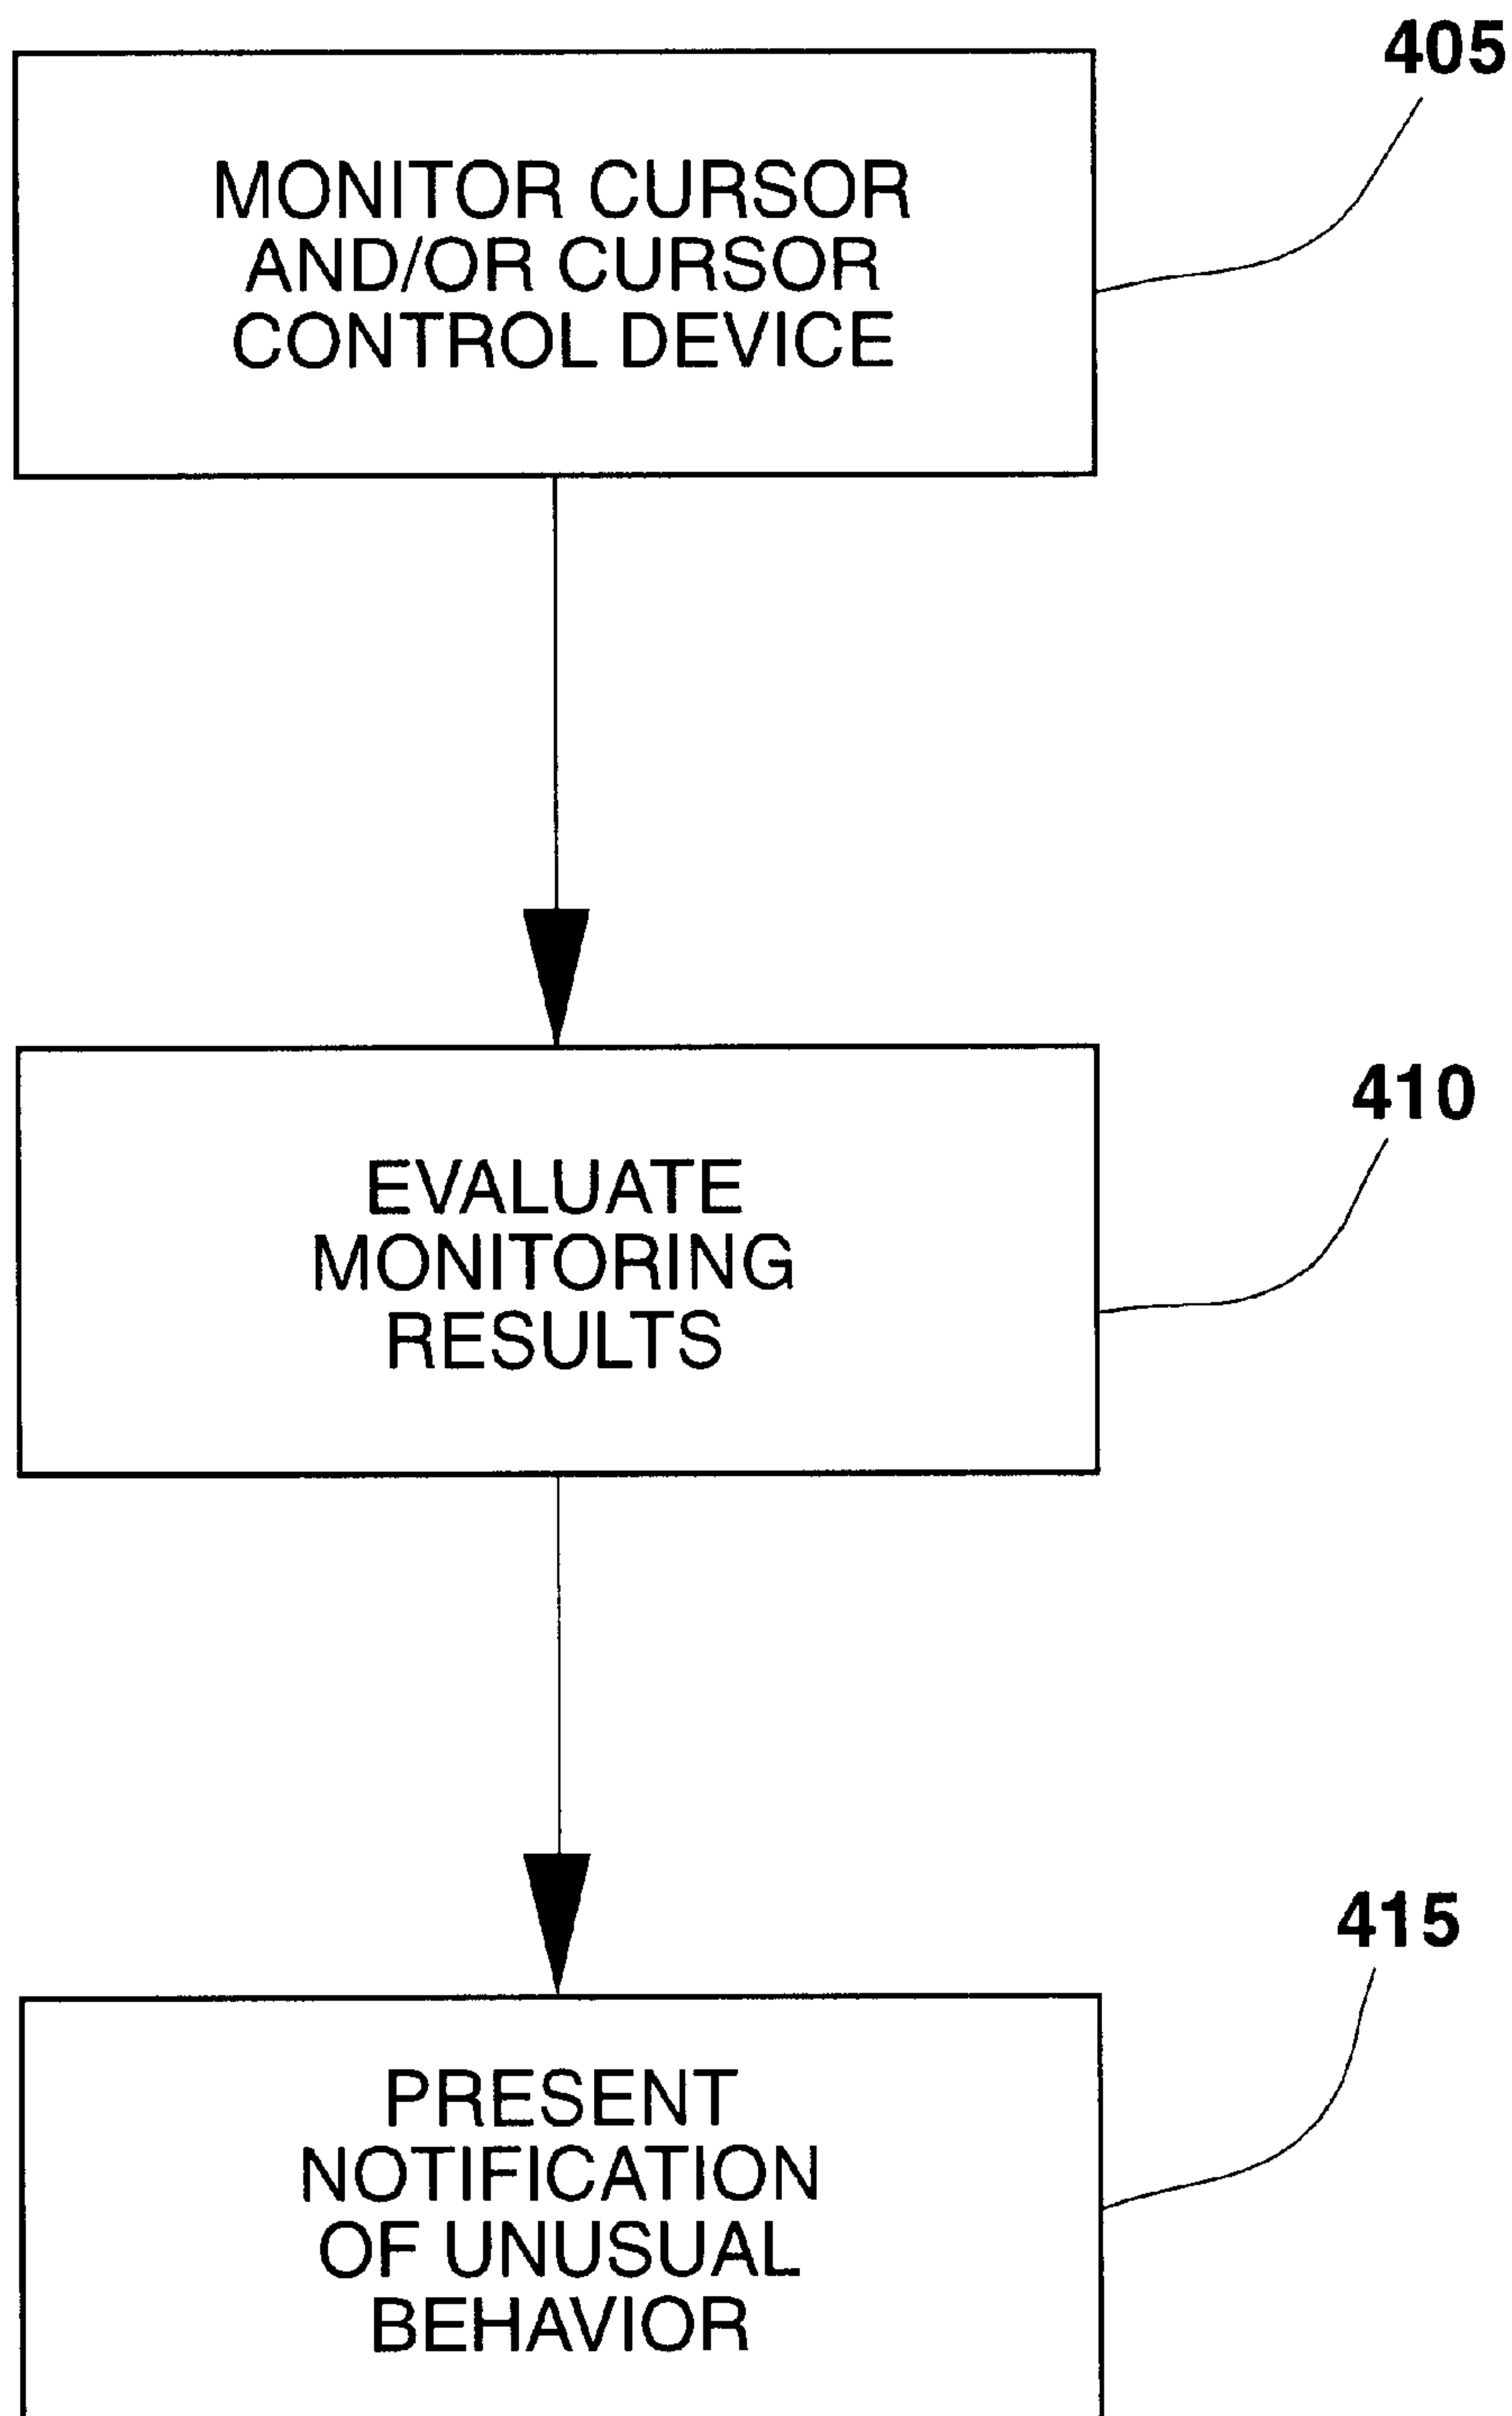 405
MONITOR CURSOR
AND/OR CURSOR
CONTROL DEVICE
410
EVALUATE
MONITORING
RESULTS
415
PRESENT
NOTIFICATION
OF UNUSUAL
BEHAVIOR